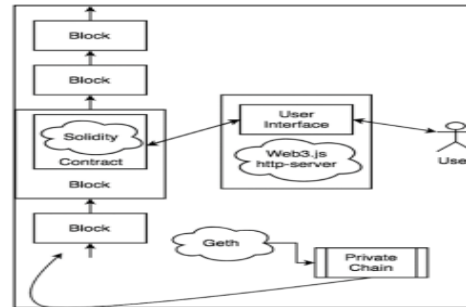 Block
Block
Solidity
Contract
Block
Block
User
Interface
Web3.js
http-server
Use
Geth
Private
Chain